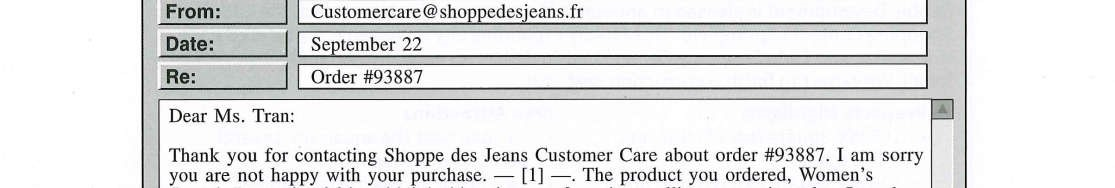 From: Customercare@shoppedesjeans.fr
Date: September 22
Re: Order #93887
Dear Ms. Tran:
Thank you for contacting Shoppe des Jeans Customer Care about order #93887. I am sorry
you are not happy with your purchase. — [1] —. The product you ordered, Women's